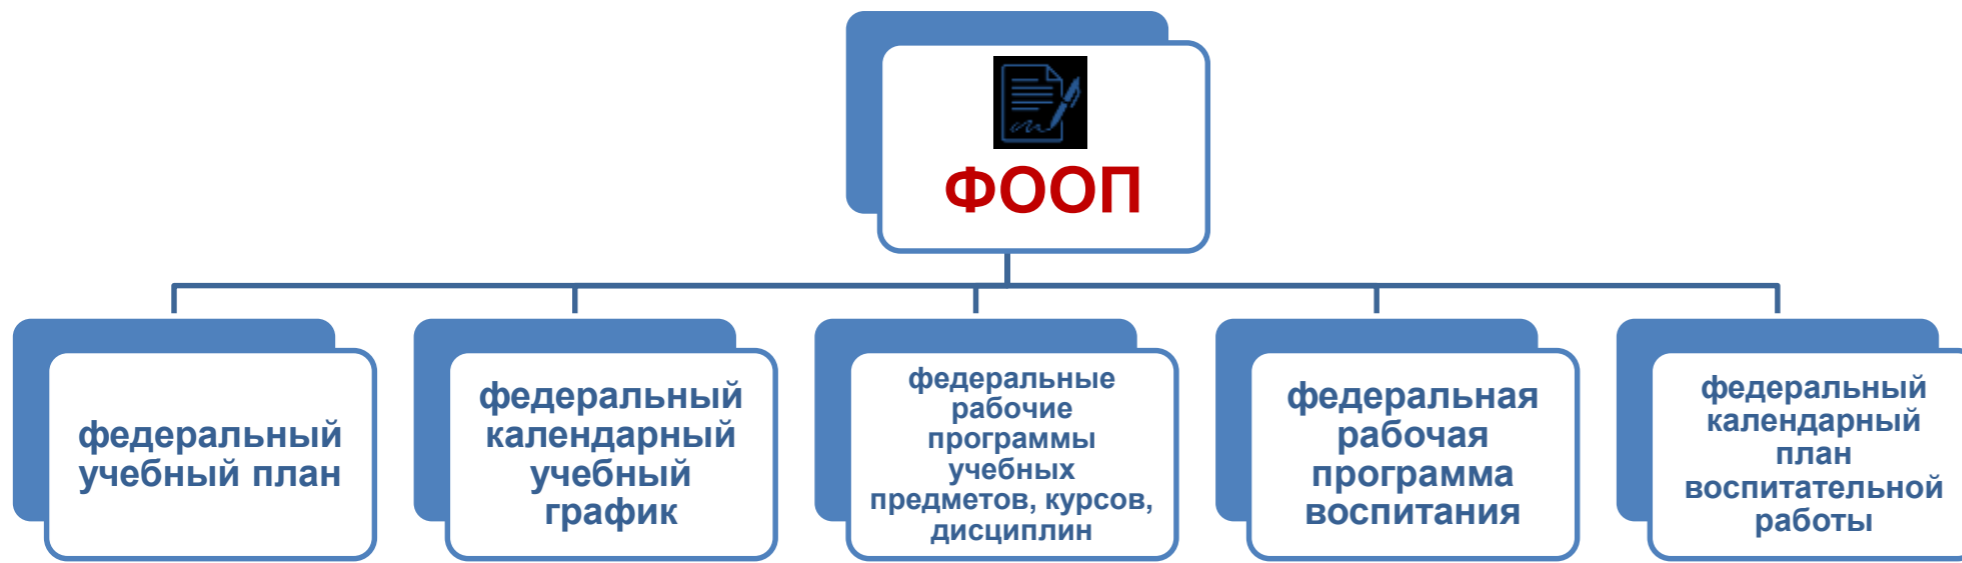 ФООП
федеральный
учебный план
федеральный
календарный
учебный
график
федеральные
рабочие
программы
учебных
предметов, курсов,
дисциплин
федеральная
рабочая
программа
воспитания
федеральный
календарный
план
воспитательной
работы